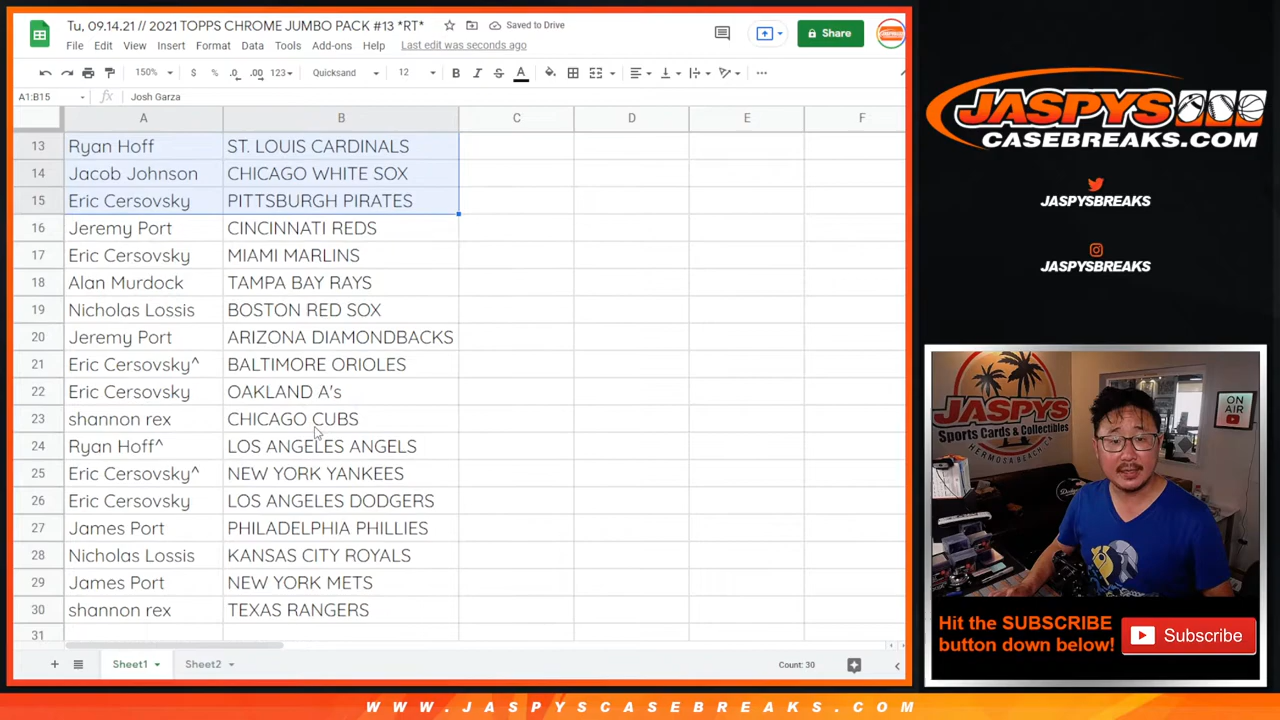 Tu, 09.14.21 // 2021 TOPPS CHROME JUMBO PACK #13 *RT*
Saved to Drive
File Edit View Insert Format Data Tools Add-ons Help Last edit was seconds ago
Share
150% $ % .0 .00 123 Quicksand 12 B I S A
A1:B15 fx Josh Garza
A B C D E F
13 Ryan Hoff ST. LOUIS CARDINALS
14 Jacob Johnson CHICAGO WHITE SOX
15 Eric Cersovsky PITTSBURGH PIRATES
16 Jeremy Port CINCINNATI REDS
17 Eric Cersovsky MIAMI MARLINS
18 Alan Murdock TAMPA BAY RAYS
19 Nicholas Lossis BOSTON RED SOX
20 Jeremy Port ARIZONA DIAMONDBACKS
21 Eric Cersovsky^ BALTIMORE ORIOLES
22 Eric Cersovsky OAKLAND A's
23 shannon rex CHICAGO CUBS
24 Ryan Hoff^ LOS ANGELES ANGELS
25 Eric Cersovsky^ NEW YORK YANKEES
26 Eric Cersovsky LOS ANGELES DODGERS
27 James Port PHILADELPHIA PHILLIES
28 Nicholas Lossis KANSAS CITY ROYALS
29 James Port NEW YORK METS
30 shannon rex TEXAS RANGERS
31
Sheet1 Sheet2 Count: 30
JASPYS
CASEBREAKS.COM
JASPYSBREAKS
JASPYSBREAKS
JASPYS
Sports Cards & Collectibles
HERMOSA BEACH
ON
AIR
Hit the SUBSCRIBE
button down below!
Subscribe
WWW.JASPYSCASEBREAKS.COM